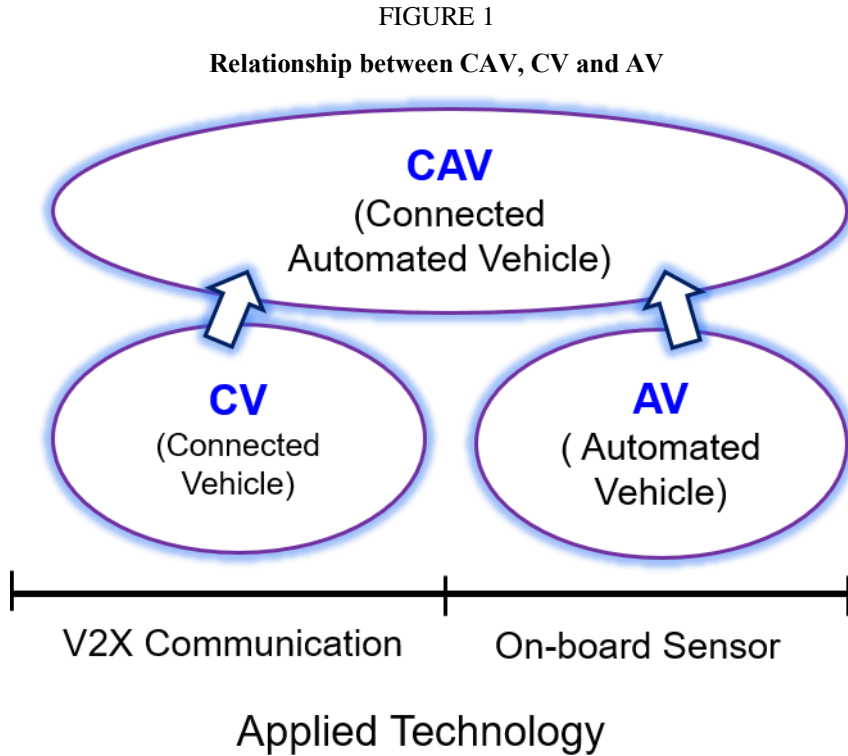 FIGURE 1
Relationship between CAV, CV and AV
CAV
(Connected
Automated Vehicle)
CV
(Connected
Vehicle)
AV
( Automated
Vehicle)
V2X Communication
On-board Sensor
Applied Technology